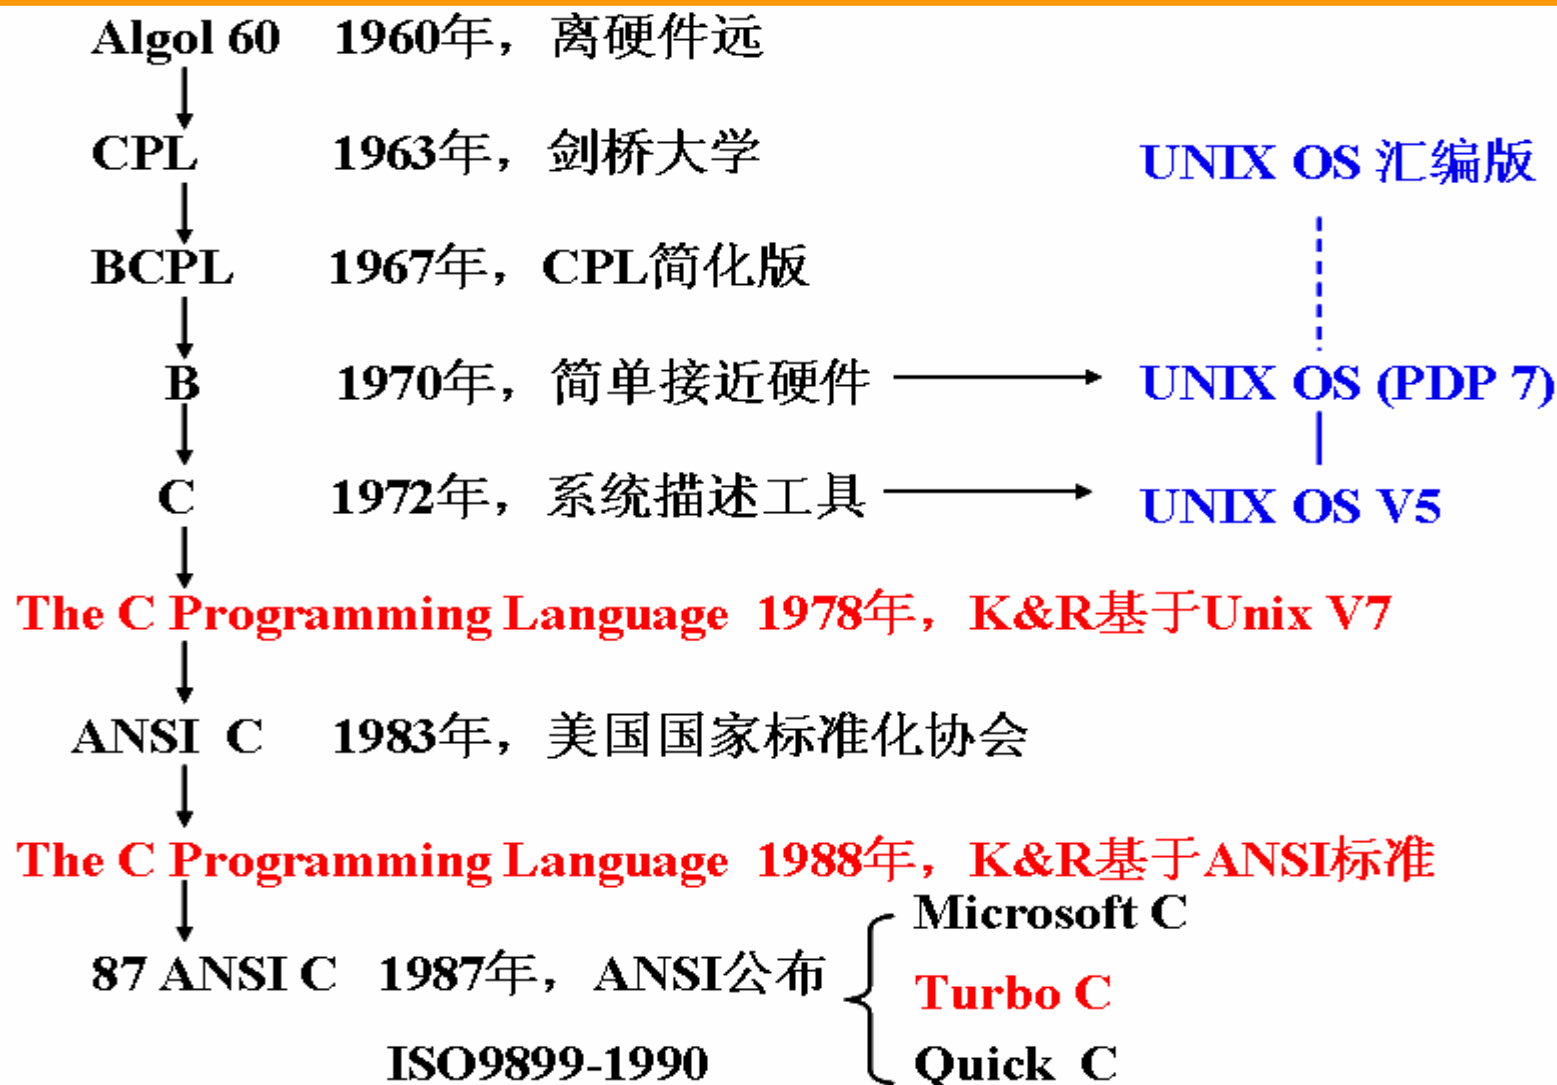 Algol 60 1960年，离硬件远
CPL 1963年，剑桥大学
UNIX OS 汇编版
BCPL 1967年，CPL简化版
B 1970年，简单接近硬件
UNIX OS (PDP 7)
C 1972年，系统描述工具
UNIX OS V5
The C Programming Language 1978年，K&R基于Unix V7
ANSI C 1983年，美国国家标准化协会
The C Programming Language 1988年，K&R基于ANSI标准
87 ANSI C 1987年，ANSI公布
ISO9899-1990
Microsoft C
Turbo C
Quick C